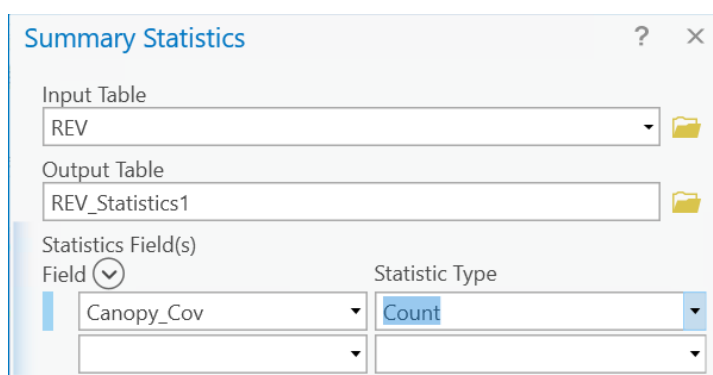 Summary Statistics ? ×
Input Table
REV
Output Table
REV_Statistics1
Statistics Field(s)
Field Statistic Type
Canopy_Cov Count